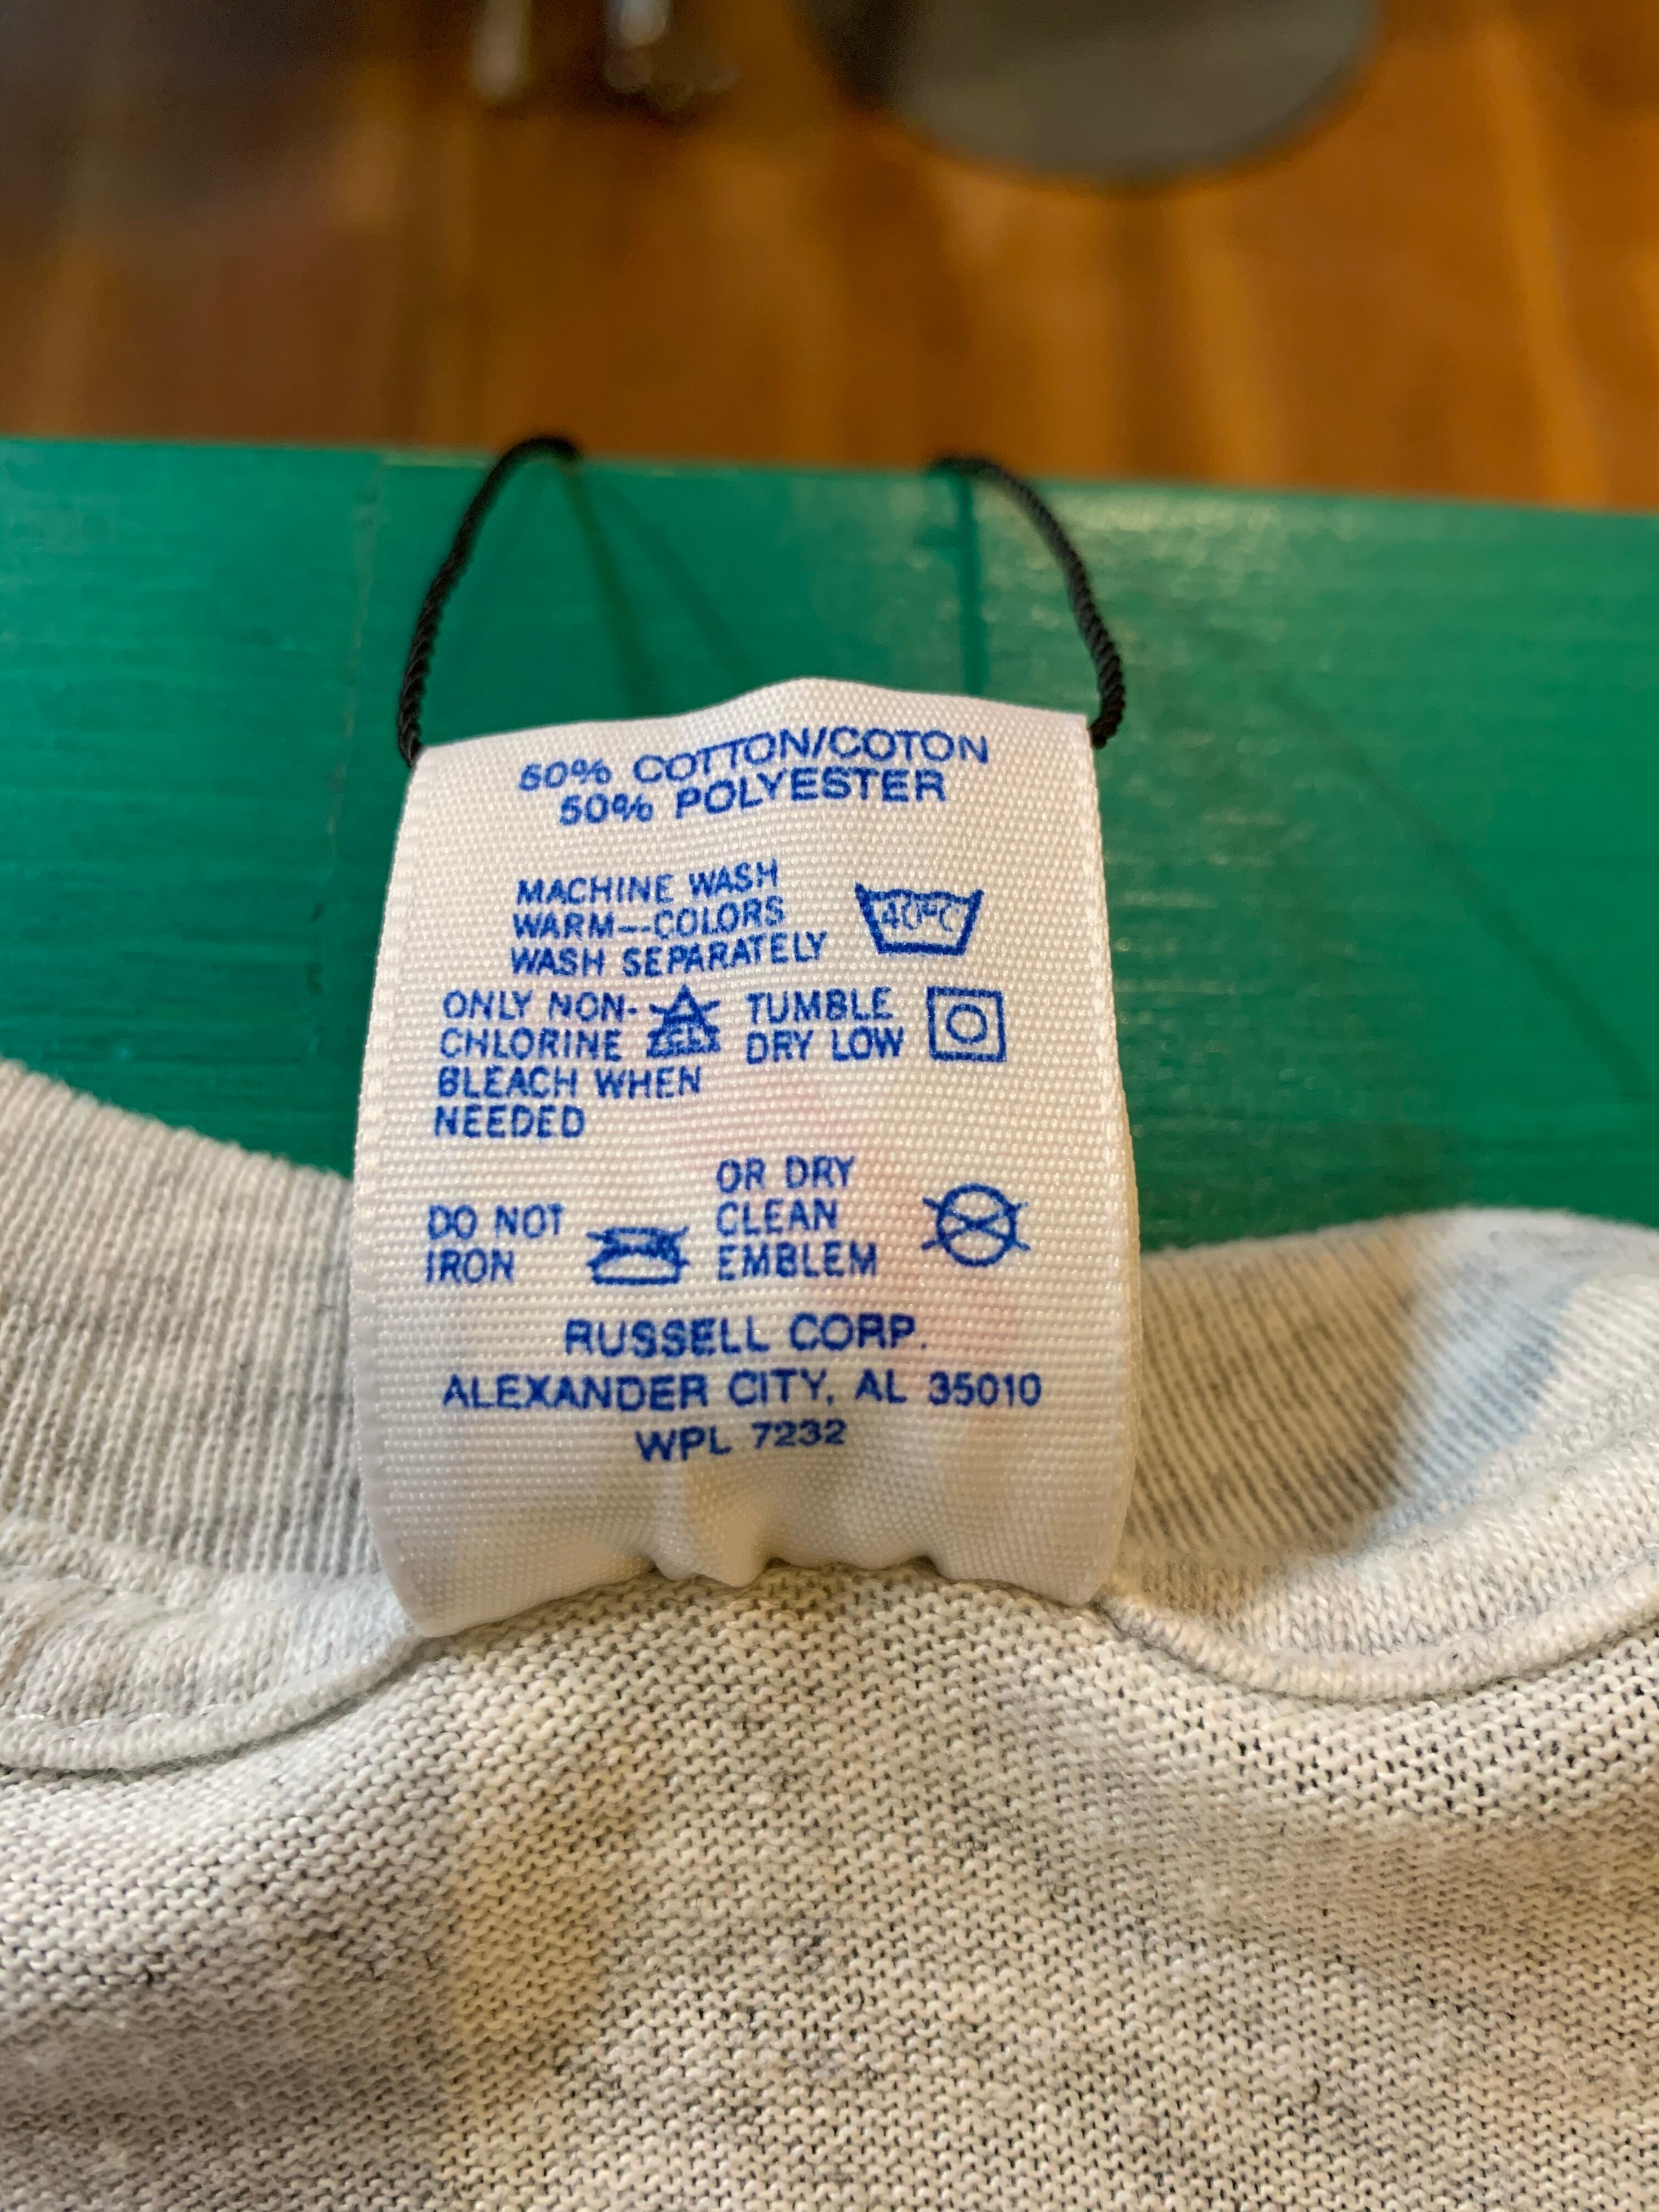 50% COTTON/COTON
50% POLYESTER
MACHINE WASH
WARM--COLORS
WASH SEPARATELY
40°C
ONLY NON-
CHLORINE
BLEACH WHEN
NEEDED
TUMBLE
DRY LOW
DO NOT
IRON
OR DRY
CLEAN
EMBLEM
RUSSELL CORP.
ALEXANDER CITY, AL 35010
WPL 7232